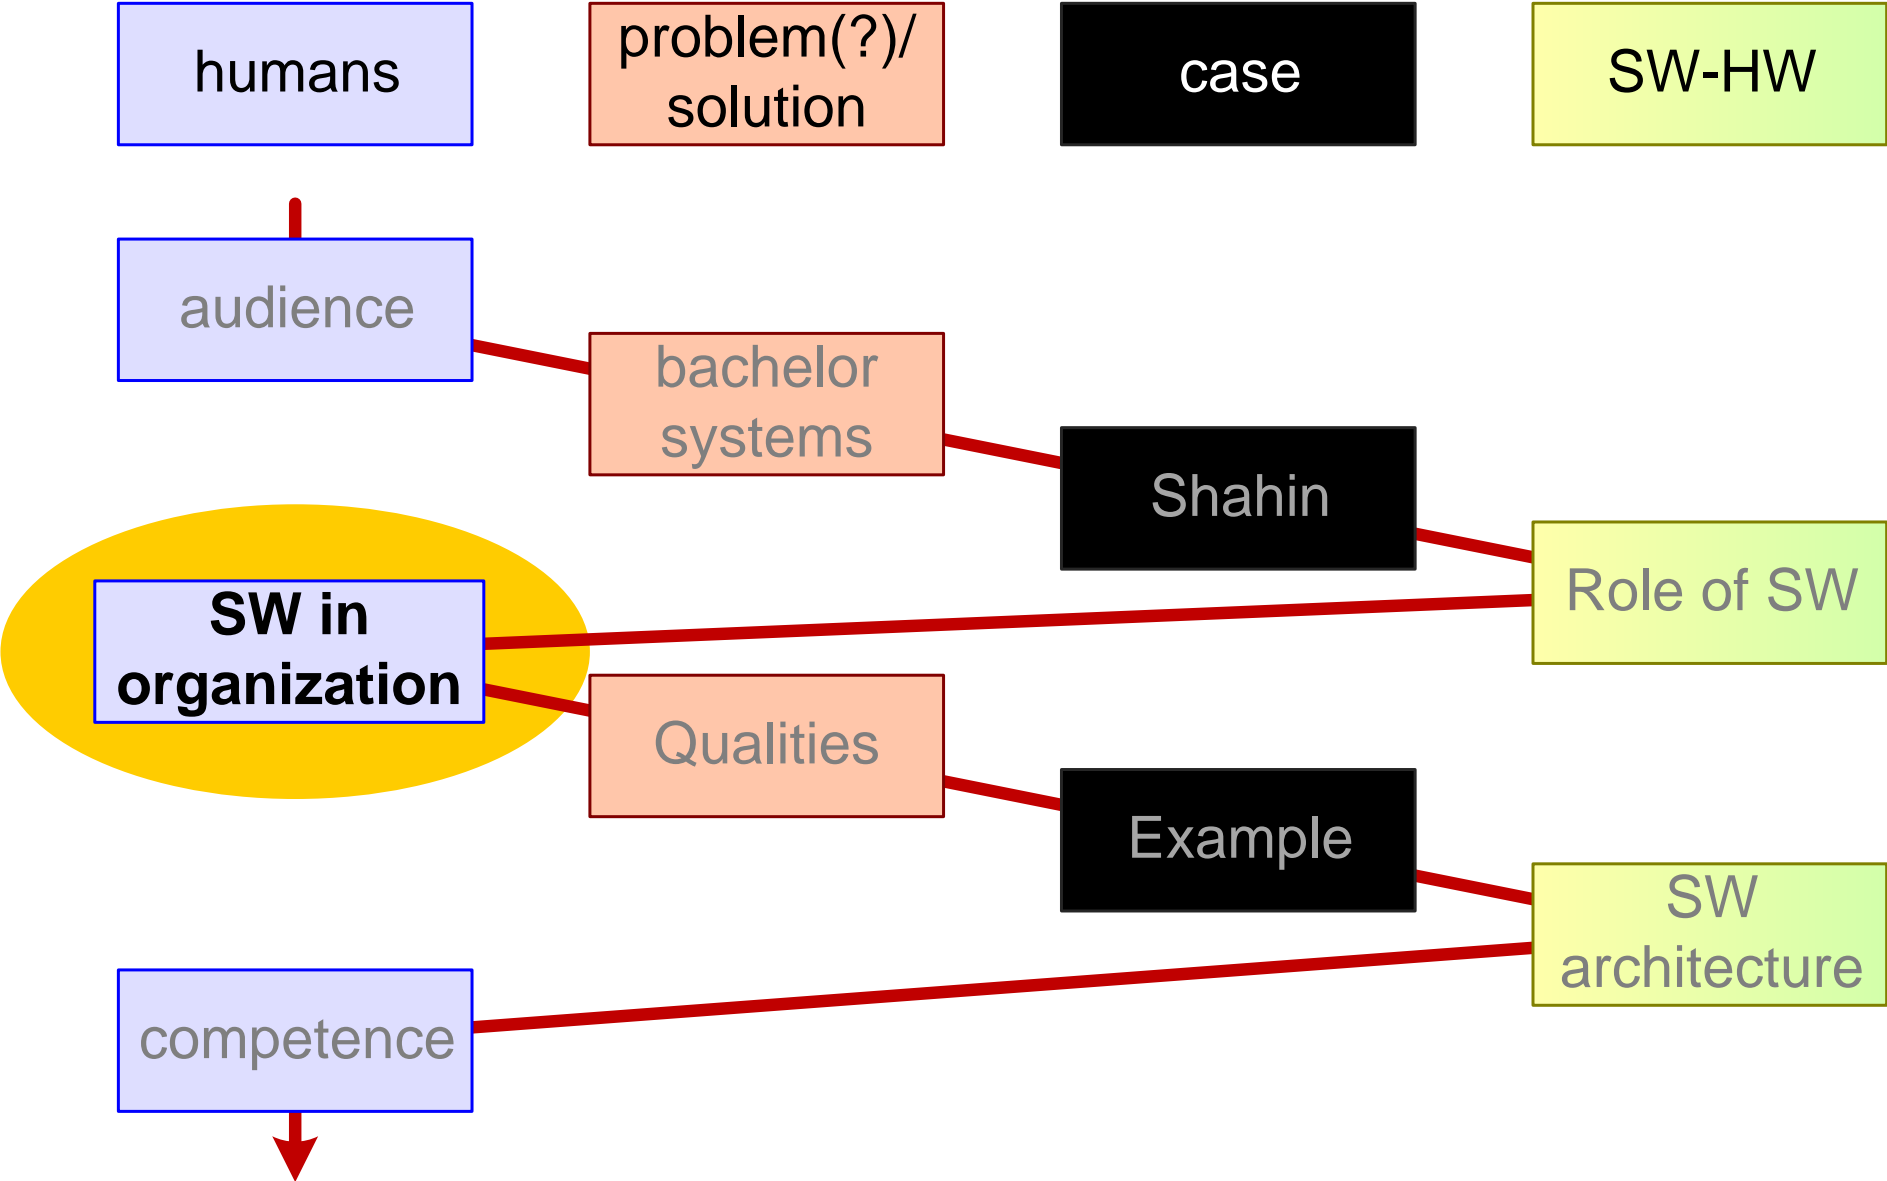 humans
problem(?)/
solution
case
SW-HW
audience
bachelor
systems
Shahin
Role of SW
SW in
organization
Qualities
Example
SW
architecture
competence